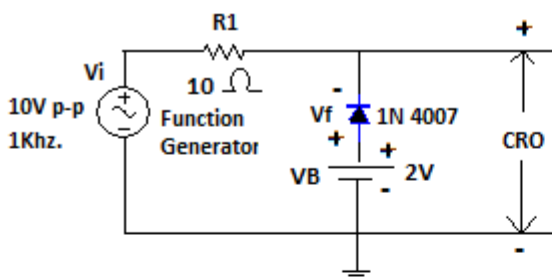 R1
+
Vi
10 Ω
-
10V p-p
+
Function
Vf
1N 4007
1Khz.
-
Generator
+
+
CRO
VB
2V
-
-